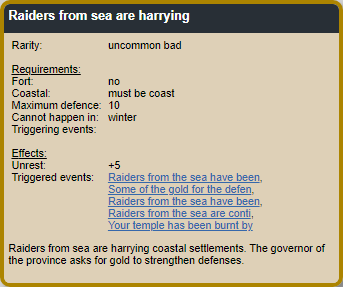 Raiders from sea are harrying
Rarity: uncommon bad
Requirements:
Fort: no
Coastal: must be coast
Maximum defence: 10
Cannot happen in: winter
Triggering events:
Effects:
Unrest: +5
Triggered events: Raiders from the sea have been,
Some of the gold for the defen,
Raiders from the sea have been,
Raiders from the sea are conti,
Your temple has been burnt by
Raiders from sea are harrying coastal settlements. The governor of
the province asks for gold to strengthen defenses.